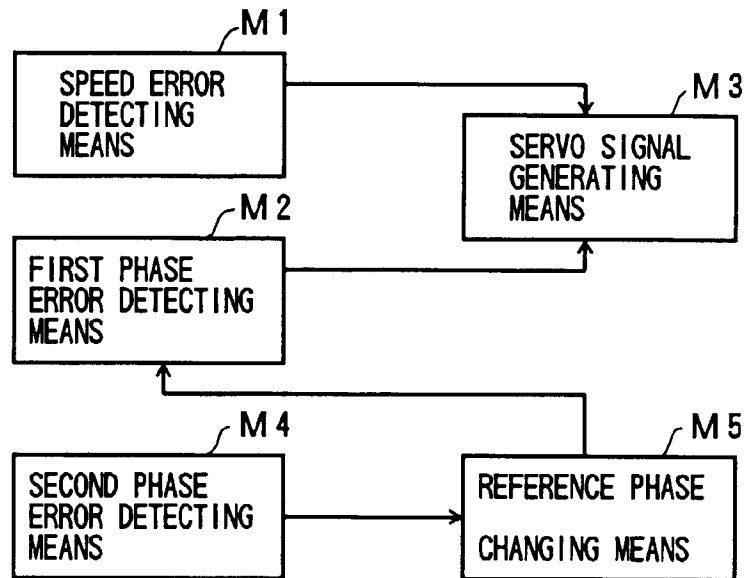 M1
SPEED ERROR
DETECTING
MEANS
M3
SERVO SIGNAL
GENERATING
MEANS
M2
FIRST PHASE
ERROR DETECTING
MEANS
M4
SECOND PHASE
ERROR DETECTING
MEANS
M5
REFERENCE PHASE
CHANGING MEANS